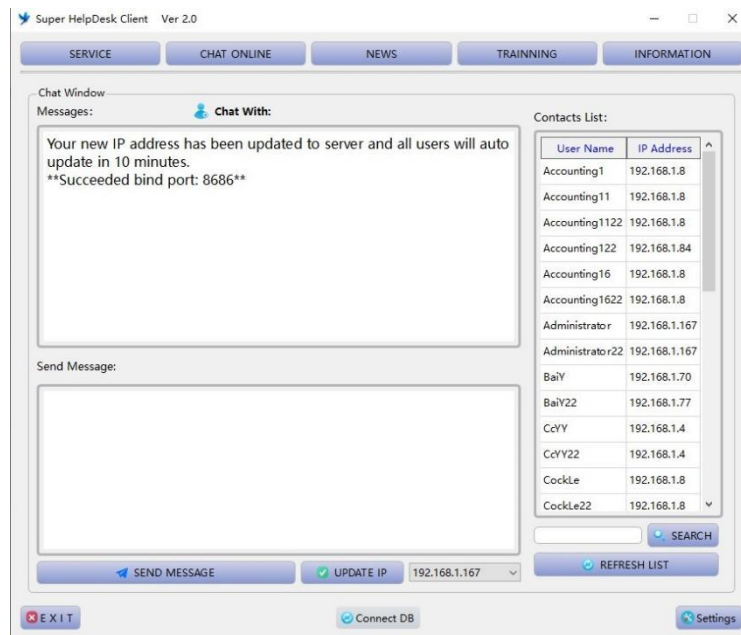 Super HelpDesk Client Ver 2.0
SERVICE CHAT ONLINE NEWS TRAINNING INFORMATION
Chat Window
Messages: Chat With:
Your new IP address has been updated to server and all users will auto
update in 10 minutes.
**Succeeded bind port: 8686**
Send Message:
SEND MESSAGE UPDATE IP 192.168.1.167
Contacts List:
User Name IP Address
Accounting1 192.168.1.8
Accounting11 192.168.1.8
Accounting1122 192.168.1.8
Accounting122 192.168.1.84
Accounting16 192.168.1.8
Accounting1622 192.168.1.8
Administrator 192.168.1.167
Administrator22 192.168.1.167
BaiY 192.168.1.70
BaiY22 192.168.1.77
CcYY 192.168.1.4
CcYY22 192.168.1.4
CockLe 192.168.1.8
CockLe22 192.168.1.8
SEARCH
REFRESH LIST
E X I T Connect DB Settings